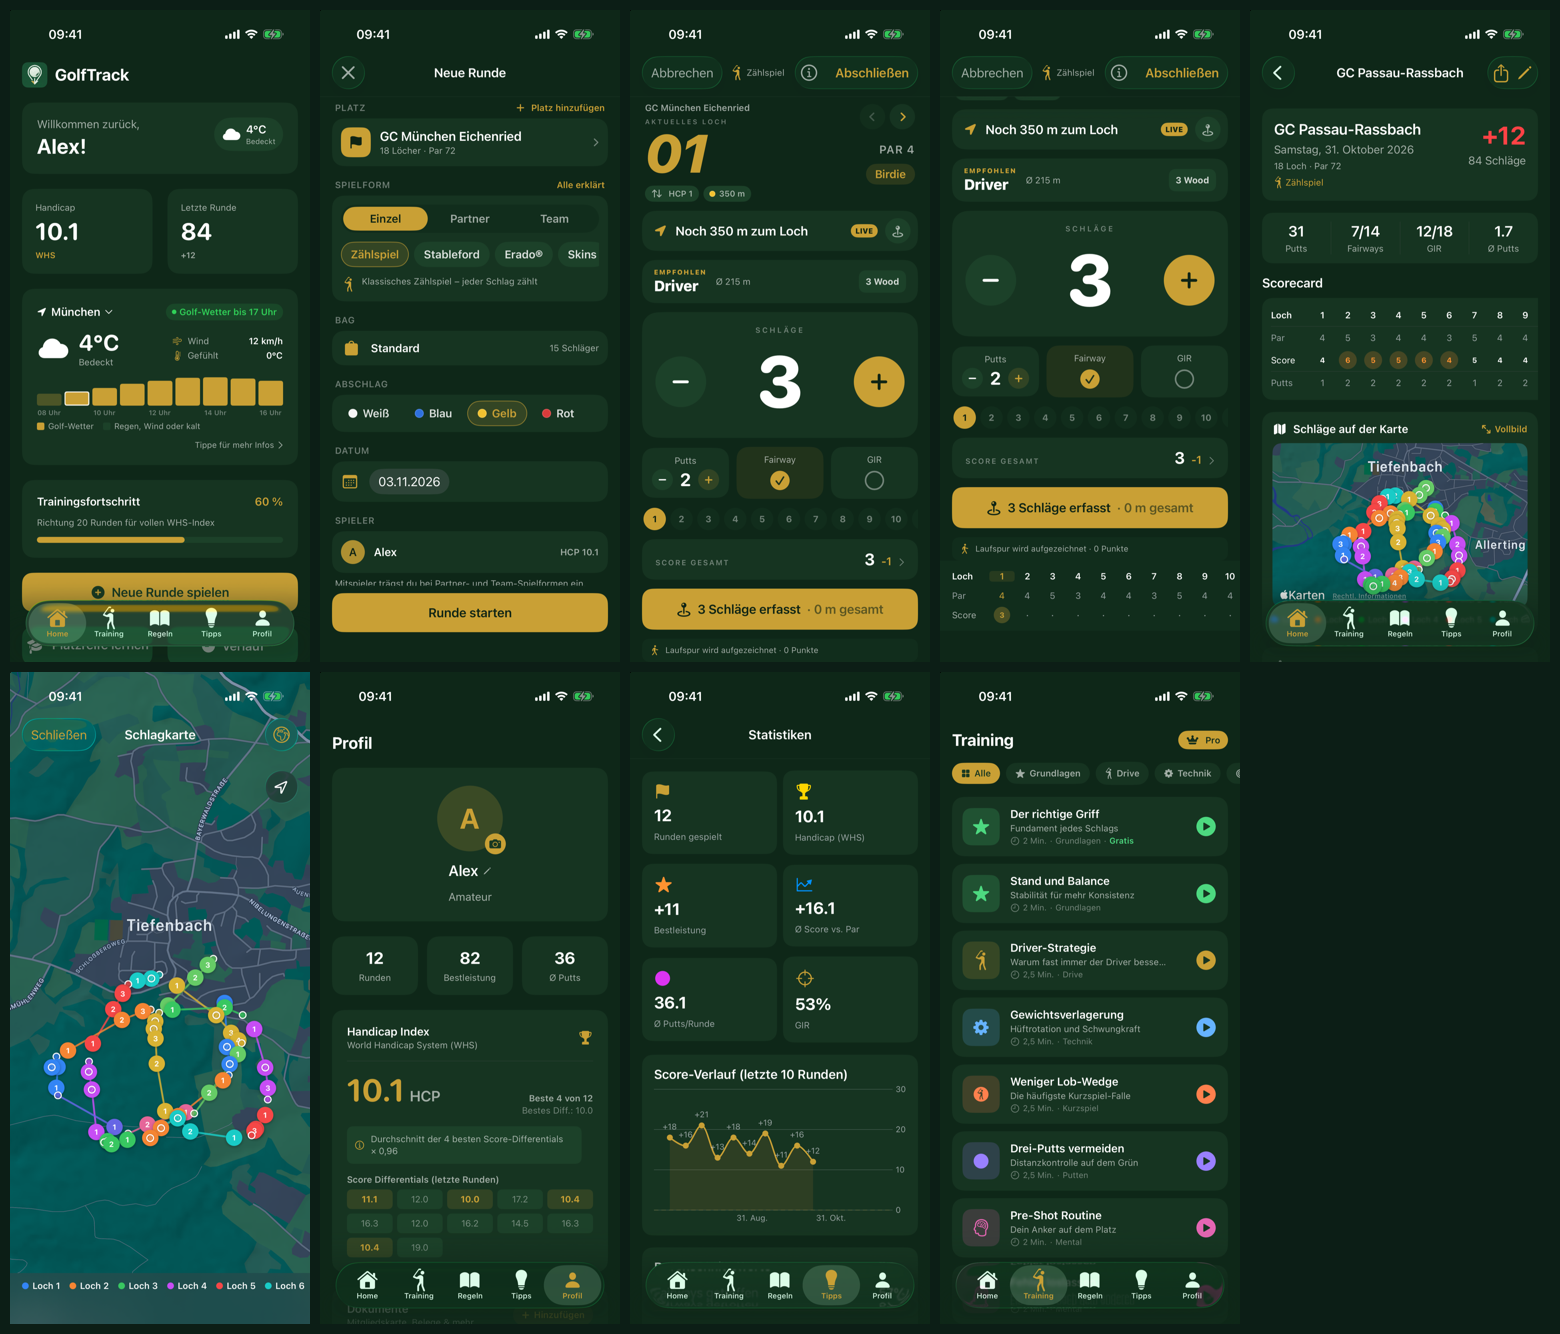 09:41
GolfTrack
Willkommen zurück,
Alex!
4°C
Bedeckt
Handicap
10.1
WHS
Letzte Runde
84
+12
München
Golf-Wetter bis 17 Uhr
4°C
Bedeckt
Wind 12 km/h
Gefühlt 0°C
08 Uhr 10 Uhr 12 Uhr 14 Uhr 16 Uhr
Golf-Wetter Regen, Wind oder kalt
Tippe für mehr Infos
Trainingsfortschritt 60 %
Richtung 20 Runden für vollen WHS-Index
Neue Runde spielen
Home Training Regeln Tipps Profil
Platzreife lernen Verlauf
09:41
Neue Runde
PLATZ + Platz hinzufügen
GC München Eichenried
18 Löcher · Par 72
SPIELFORM Alle erklärt
Einzel Partner Team
Zählspiel Stableford Erado® Skins
Klassisches Zählspiel – jeder Schlag zählt
BAG
Standard 15 Schläger
ABSCHLAG
Weiß Blau Gelb Rot
DATUM
03.11.2026
SPIELER
A Alex HCP 10.1
Mitspieler trägst du bei Partner- und Team-Spielformen ein
Runde starten
09:41
Abbrechen Zählspiel Abschließen
GC München Eichenried
AKTUELLES LOCH
01
PAR 4
Birdie
HCP 1 350 m
Noch 350 m zum Loch LIVE
EMPFOHLEN
Driver Ø 215 m 3 Wood
SCHLÄGE
− 3 +
Putts Fairway GIR
− 2 +
1 2 3 4 5 6 7 8 9 10
SCORE GESAMT 3 -1
3 Schläge erfasst · 0 m gesamt
Laufspur wird aufgezeichnet · 0 Punkte
09:41
Abbrechen Zählspiel Abschließen
Noch 350 m zum Loch LIVE
EMPFOHLEN
Driver Ø 215 m 3 Wood
SCHLÄGE
− 3 +
Putts Fairway GIR
− 2 +
1 2 3 4 5 6 7 8 9 10
SCORE GESAMT 3 -1
3 Schläge erfasst · 0 m gesamt
Laufspur wird aufgezeichnet · 0 Punkte
Loch 1 2 3 4 5 6 7 8 9 10
Par 4 4 5 4 3 4 5 3 4 4
Score 3 · · · · · · · · ·
09:41
GC Passau-Rassbach
GC Passau-Rassbach
Samstag, 31. Oktober 2026
18 Loch · Par 72
Zählspiel
+12
84 Schläge
31 7/14 12/18 1.7
Putts Fairways GIR Ø Putts
Scorecard
Loch 1 2 3 4 5 6 7 8 9
Par 4 5 4 4 5 3 5 4 4
Score 4 6 5 5 6 4 5 4 4
Putts 1 2 2 2 2 1 1 2 2
Schläge auf der Karte Vollbild
Tiefenbach
Allerting
Karten Rechtl. Informationen
Home Training Regeln Tipps Profil
09:41
Schließen Schlagkarte
BAYERWALDSTRASSE
NIBELUNGENSTRASSE
Tiefenbach
SCHLOSSBERGWEG
MÜHLENWEG
Loch 1 Loch 2 Loch 3 Loch 4 Loch 5 Loch 6
09:41
Profil
A
Alex
Amateur
12 82 36
Runden Bestleistung Ø Putts
Handicap Index
World Handicap System (WHS)
10.1 HCP
Beste 4 von 12
Bestes Diff.: 10.0
Durchschnitt der 4 besten Score-Differentials
× 0,96
Score Differentials (letzte Runden)
11.1 12.0 10.0 17.2 10.4
16.3 12.0 16.2 14.5 16.3
10.4 19.0
Home Training Regeln Tipps Profil
Dokumente + Hinzufügen
Mitgliedskarte, Belege & mehr
09:41
Statistiken
12
Runden gespielt
10.1
Handicap (WHS)
+11
Bestleistung
+16.1
Ø Score vs. Par
36.1
Ø Putts/Runde
53%
GIR
Score-Verlauf (letzte 10 Runden)
30
20
10
0
+18 +16 +21 +13 +18 +14 +19 +11 +16 +12
31. Aug. 31. Okt.
Home Training Regeln Tipps Profil
09:41
Training Pro
Alle Grundlagen Drive Technik
Der richtige Griff
Fundament jedes Schlags
2 Min. · Grundlagen · Gratis
Stand und Balance
Stabilität für mehr Konsistenz
2 Min. · Grundlagen
Driver-Strategie
Warum fast immer der Driver besse...
2,5 Min. · Drive
Gewichtsverlagerung
Hüftrotation und Schwungkraft
2,5 Min. · Technik
Weniger Lob-Wedge
Die häufigste Kurzspiel-Falle
2,5 Min. · Kurzspiel
Drei-Putts vermeiden
Distanzkontrolle auf dem Grün
2,5 Min. · Putten
Pre-Shot Routine
Dein Anker auf dem Platz
2 Min. · Mental
Home Training Regeln Tipps Profil